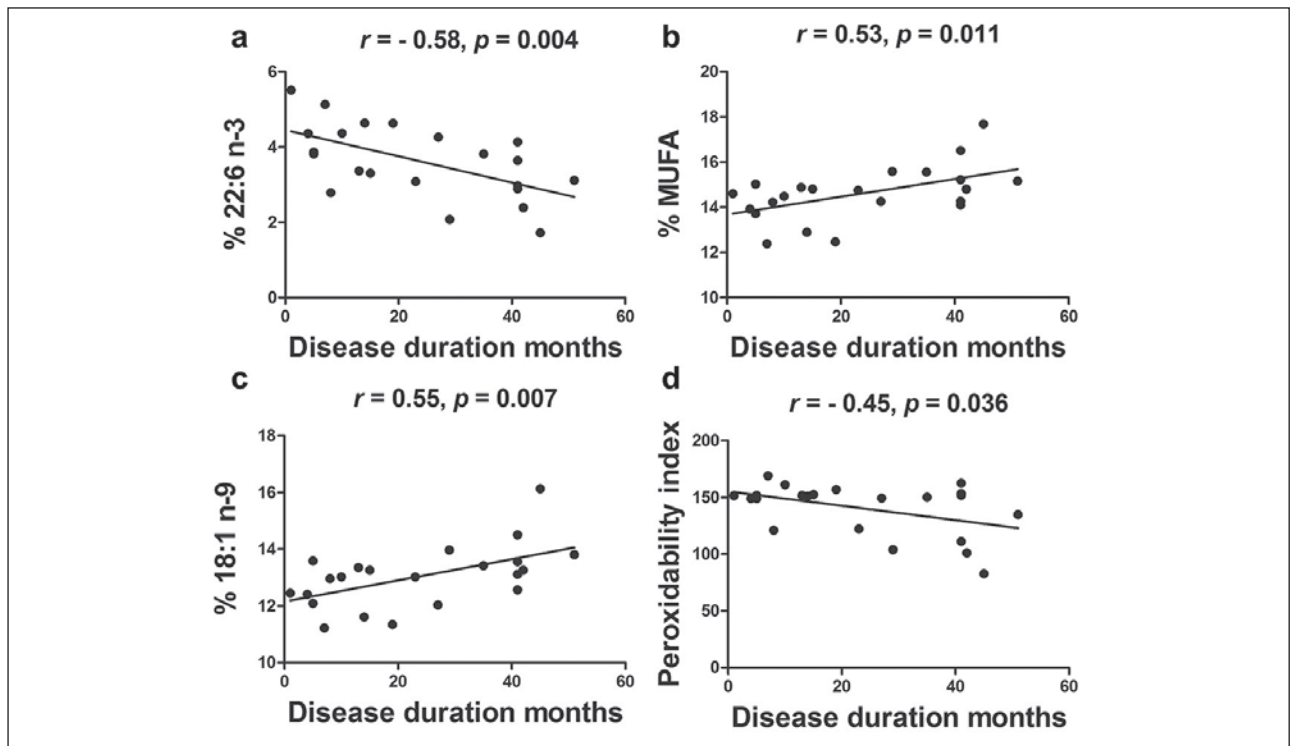 a
r = - 0.58, p = 0.004
6
4
2
0
% 22:6 n-3
0 20 40 60
Disease duration months
b
r = 0.53, p = 0.011
20
18
16
14
12
10
% MUFA
0 20 40 60
Disease duration months
c
r = 0.55, p = 0.007
18
16
14
12
10
% 18:1 n-9
0 20 40 60
Disease duration months
d
r = - 0.45, p = 0.036
200
150
100
50
0
Peroxidability index
0 20 40 60
Disease duration months